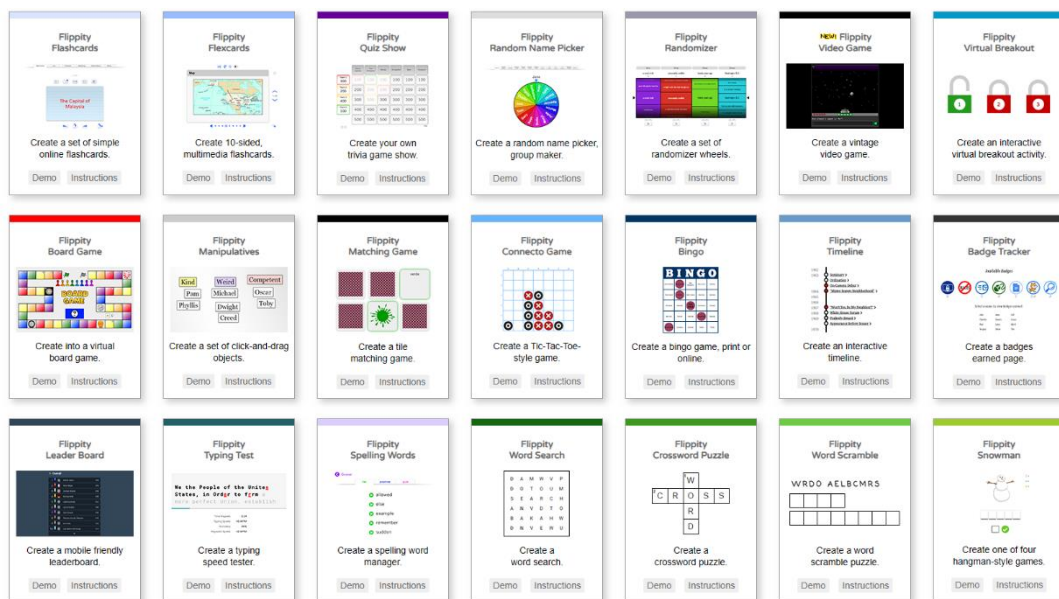 Flippity
Flashcards
The Capital of
Malaysia
Create a set of simple
online flashcards.
Demo Instructions
Flippity
Flexcards
Create 10-sided,
multimedia flashcards.
Demo Instructions
Flippity
Quiz Show
Create your own
trivia game show.
Demo Instructions
Flippity
Random Name Picker
Create a random name picker,
group maker.
Demo Instructions
Flippity
Randomizer
Create a set of
randomizer wheels.
Demo Instructions
NEW! Flippity
Video Game
Create a vintage
video game.
Demo Instructions
Flippity
Virtual Breakout
1 2 3
Create an interactive
virtual breakout activity.
Demo Instructions
Flippity
Board Game
BOARD
GAME
?
Create into a virtual
board game.
Demo Instructions
Flippity
Manipulatives
Kind Weird Competent
Pam Michael Oscar
Phyllis Dwight Toby
Creed
Create a set of click-and-drag
objects.
Demo Instructions
Flippity
Matching Game
Create a tile
matching game.
Demo Instructions
Flippity
Connecto Game
Create a Tic-Tac-Toe-
style game.
Demo Instructions
Flippity
Bingo
BINGO
Create a bingo game, print or
online.
Demo Instructions
Flippity
Timeline
Create an interactive
timeline.
Demo Instructions
Flippity
Badge Tracker
Available Badges
Create a badges
earned page.
Demo Instructions
Flippity
Leader Board
Create a mobile friendly
leaderboard.
Demo Instructions
Flippity
Typing Test
We the People of the United
States, in Order to form a
more perfect union, establish
Create a typing
speed tester.
Demo Instructions
Flippity
Spelling Words
allowed
else
example
remember
sudden
Create a spelling word
manager.
Demo Instructions
Flippity
Word Search
D A M W V P
D O T O U M
S E A R C H
A N V D T O
B A K A H W
D N V E W U
Create a
word search.
Demo Instructions
Flippity
Crossword Puzzle
W
C R O S S
R
D
Create a
crossword puzzle.
Demo Instructions
Flippity
Word Scramble
WRDO AELBCMRS
Create a word
scramble puzzle.
Demo Instructions
Flippity
Snowman
Create one of four
hangman-style games.
Demo Instructions